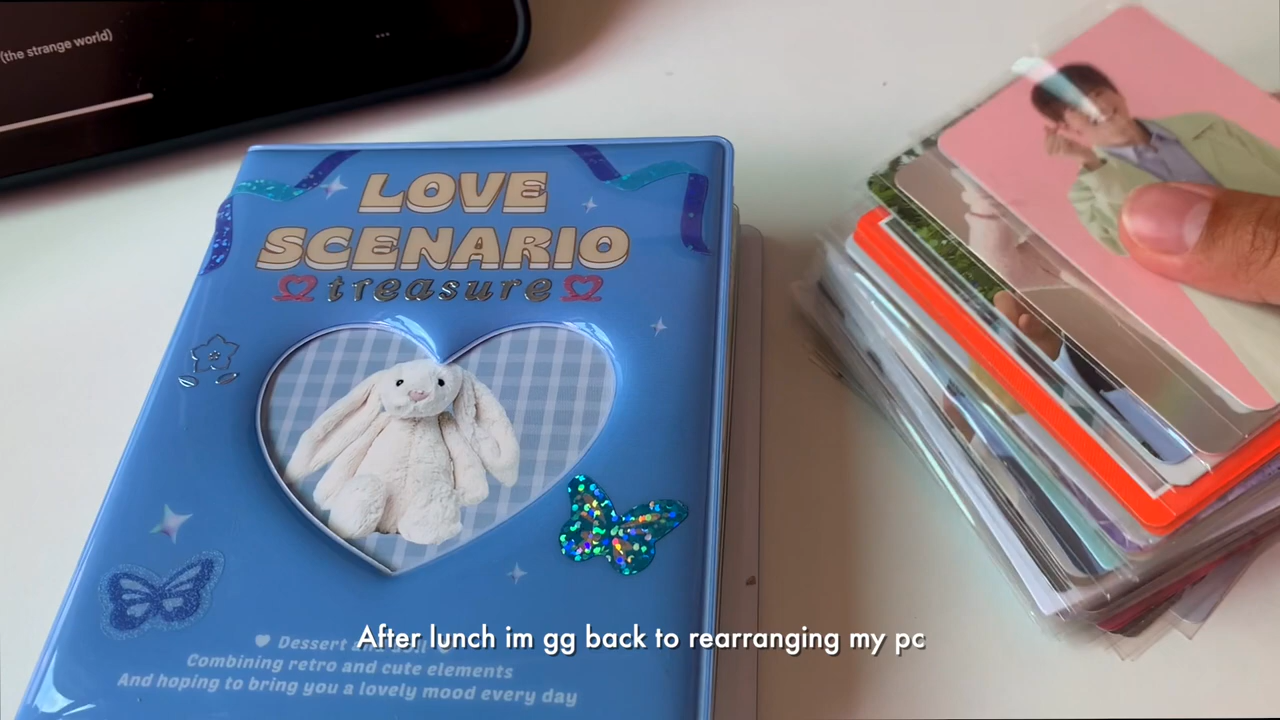 (the strange world)
LOVE
SCENARIO
treasure
Dessert
Combining retro and cute elements
And hoping to bring you a lovely mood every day
After lunch im gg back to rearranging my pc